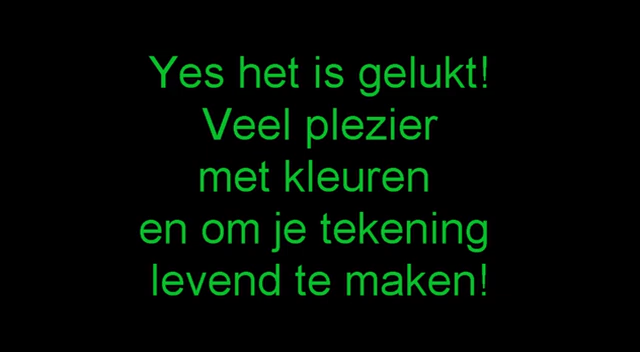 Yes het is gelukt!
Veel plezier
met kleuren
en om je tekening
levend te maken!